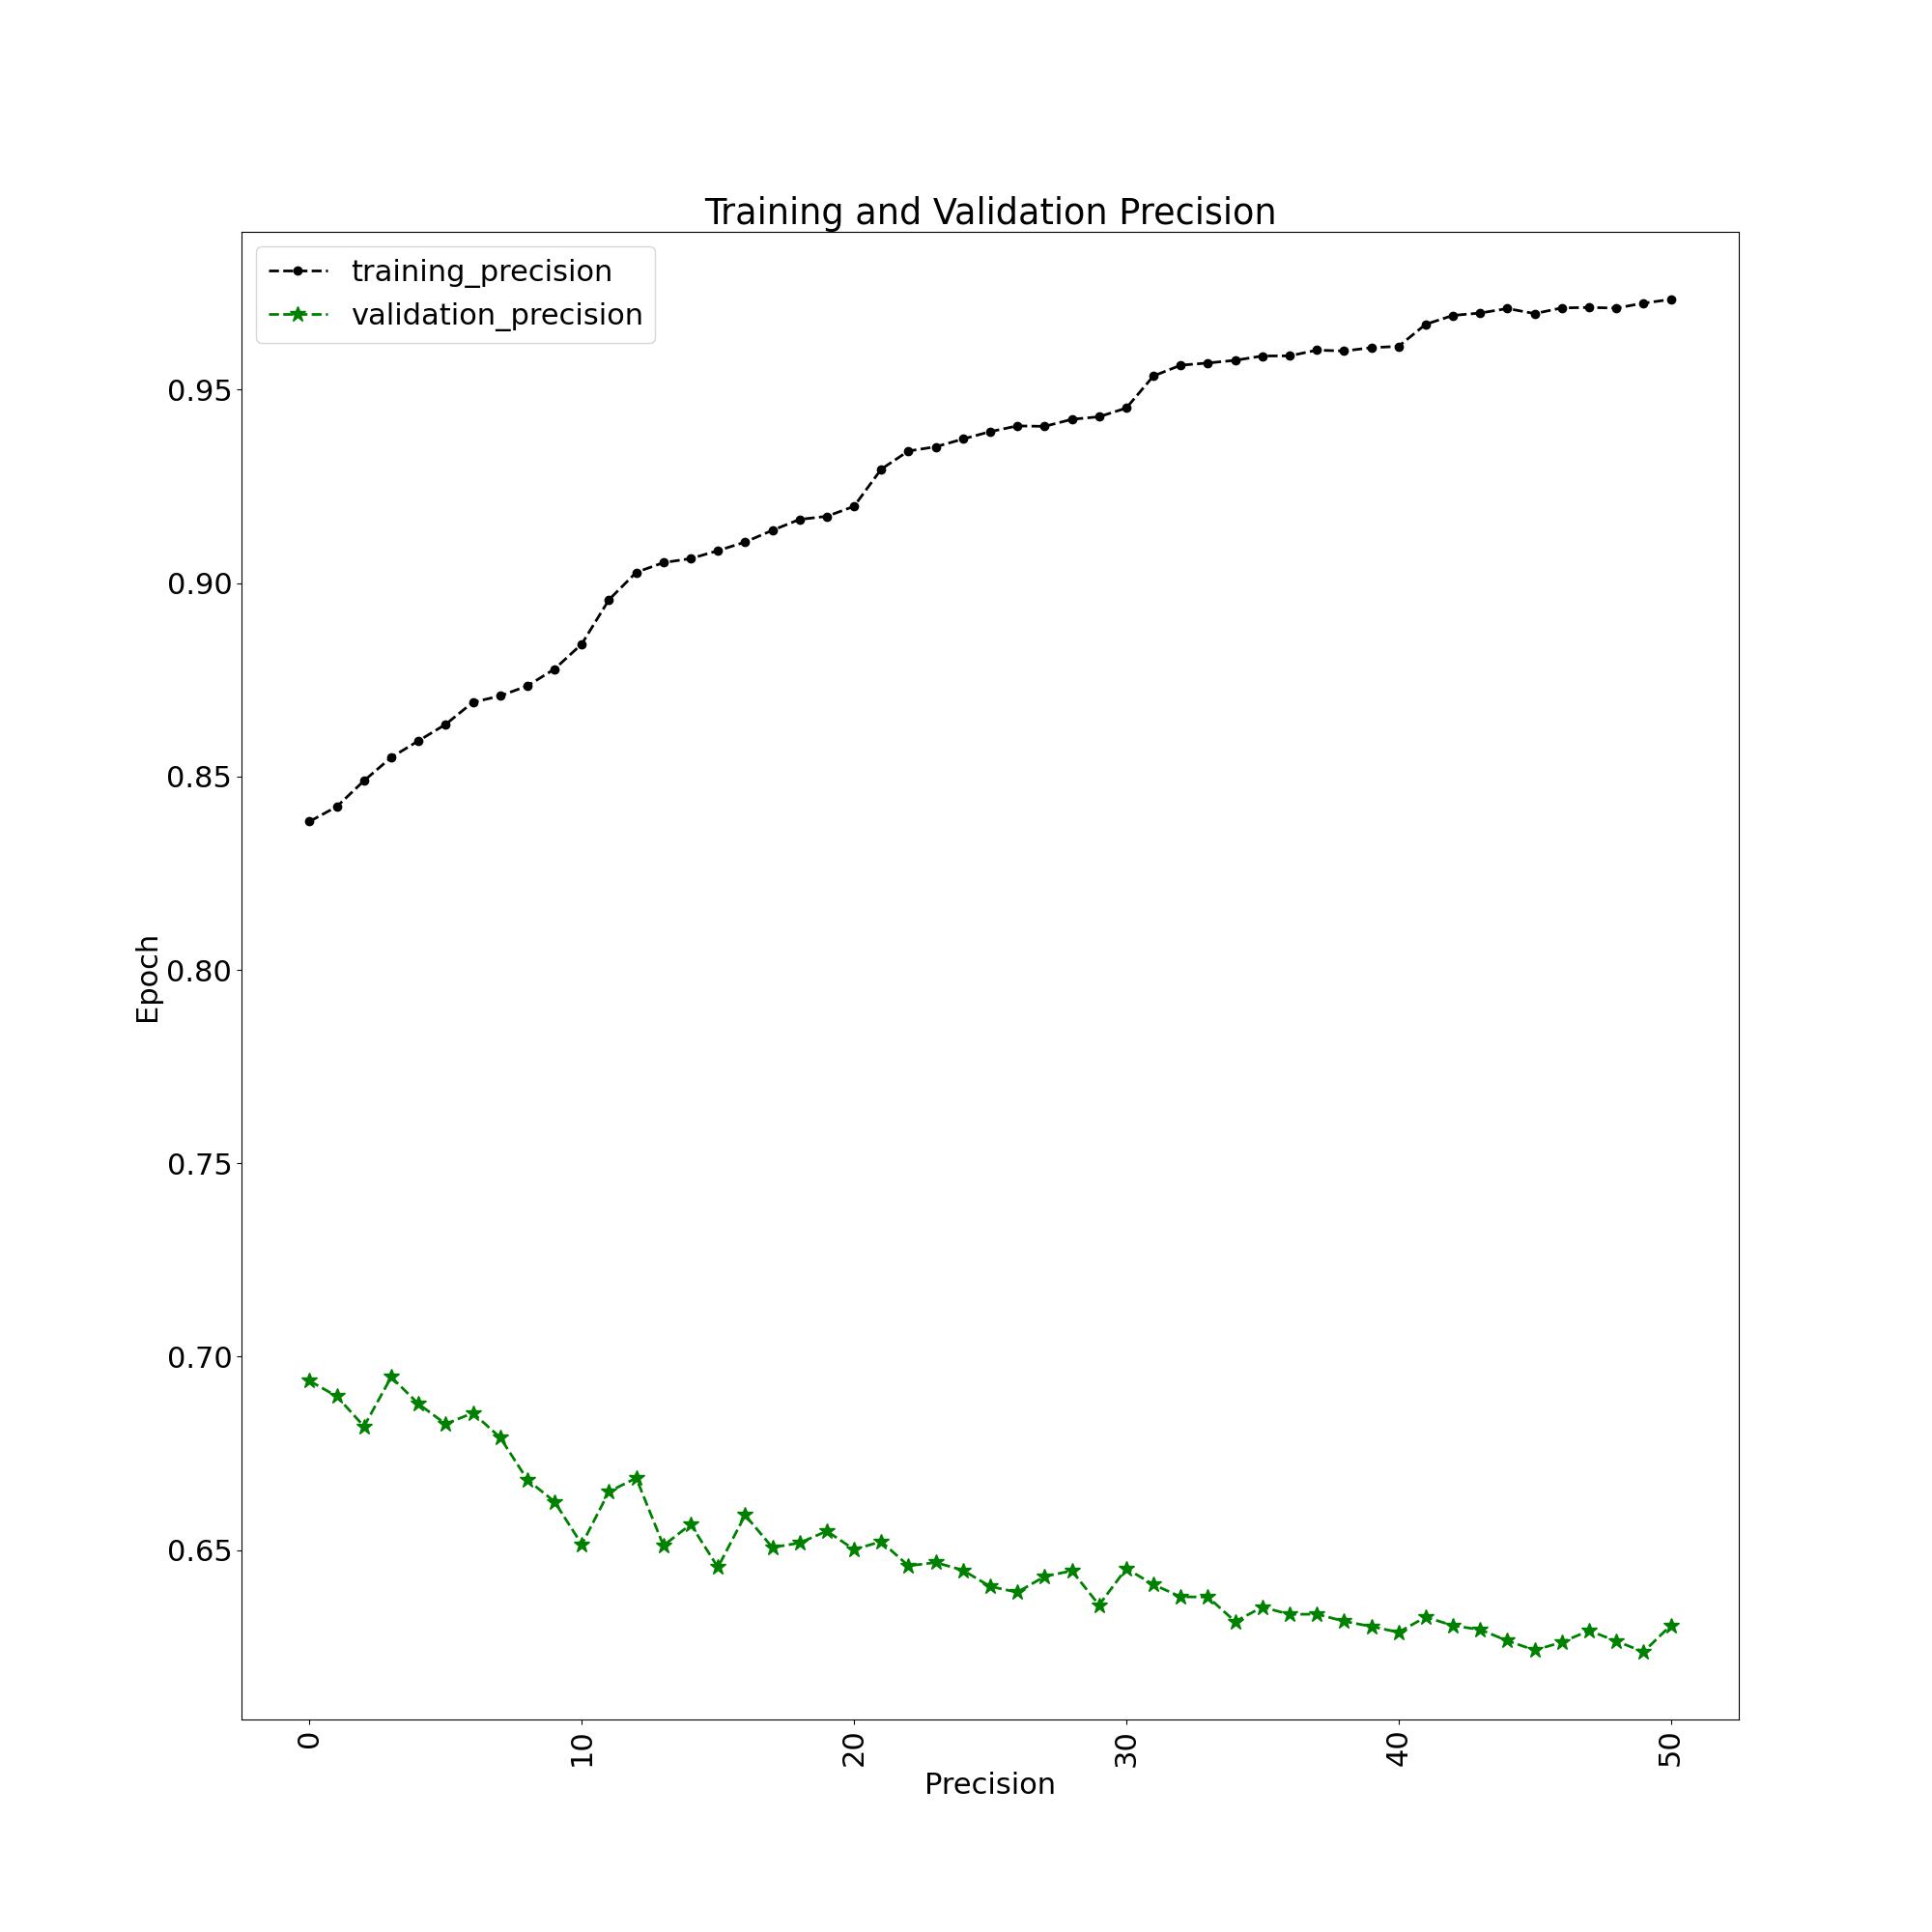 Training and Validation Precision
training_precision
validation_precision
0.95
0.90
0.85
0.80
0.75
0.70
0.65
Epoch
0
10
20
30
40
50
Precision